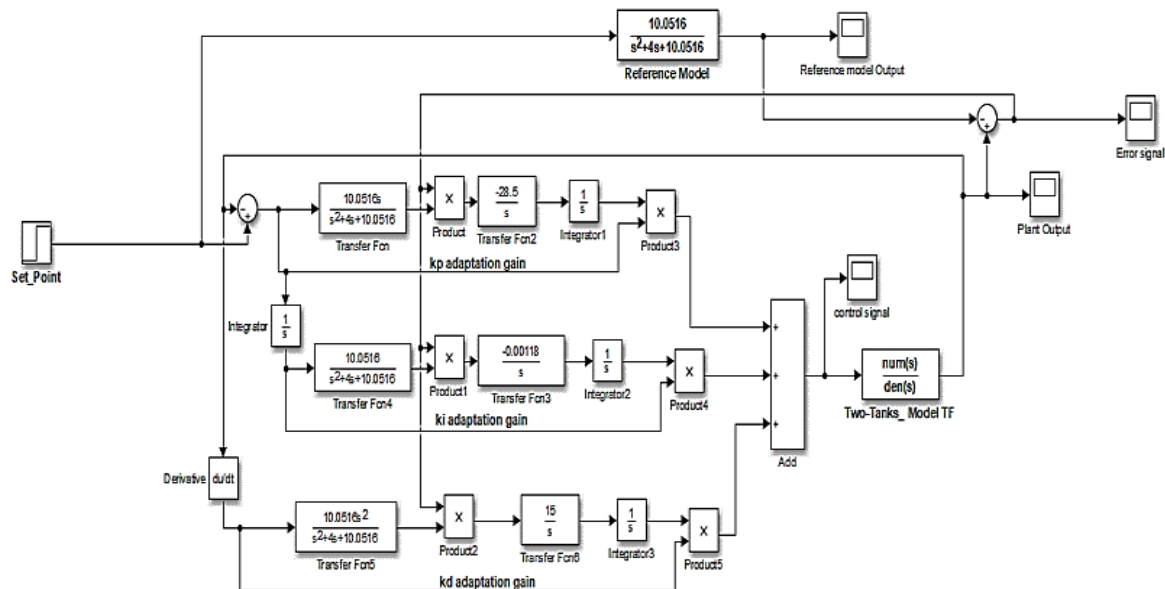 10.0516
s²+4s+10.0516
Reference Model
Reference model Output
Error signal
Plant Output
Set_Point
10.0516s
s²+4s+10.0516
Transfer Fcn
X
Product
-28.5
s
Transfer Fcn2
1
s
Integrator1
X
Product3
kp adaptation gain
Integrator
1
s
10.0516
s²+4s+10.0516
Transfer Fcn4
X
Product1
-0.00118
s
Transfer Fcn3
1
s
Integrator2
X
Product4
ki adaptation gain
control signal
Add
num(s)
den(s)
Two-Tanks_ Model TF
Derivative
du/dt
10.0516s²
s²+4s+10.0516
Transfer Fcn5
X
Product2
15
s
Transfer Fcn6
1
s
Integrator3
X
Product5
kd adaptation gain